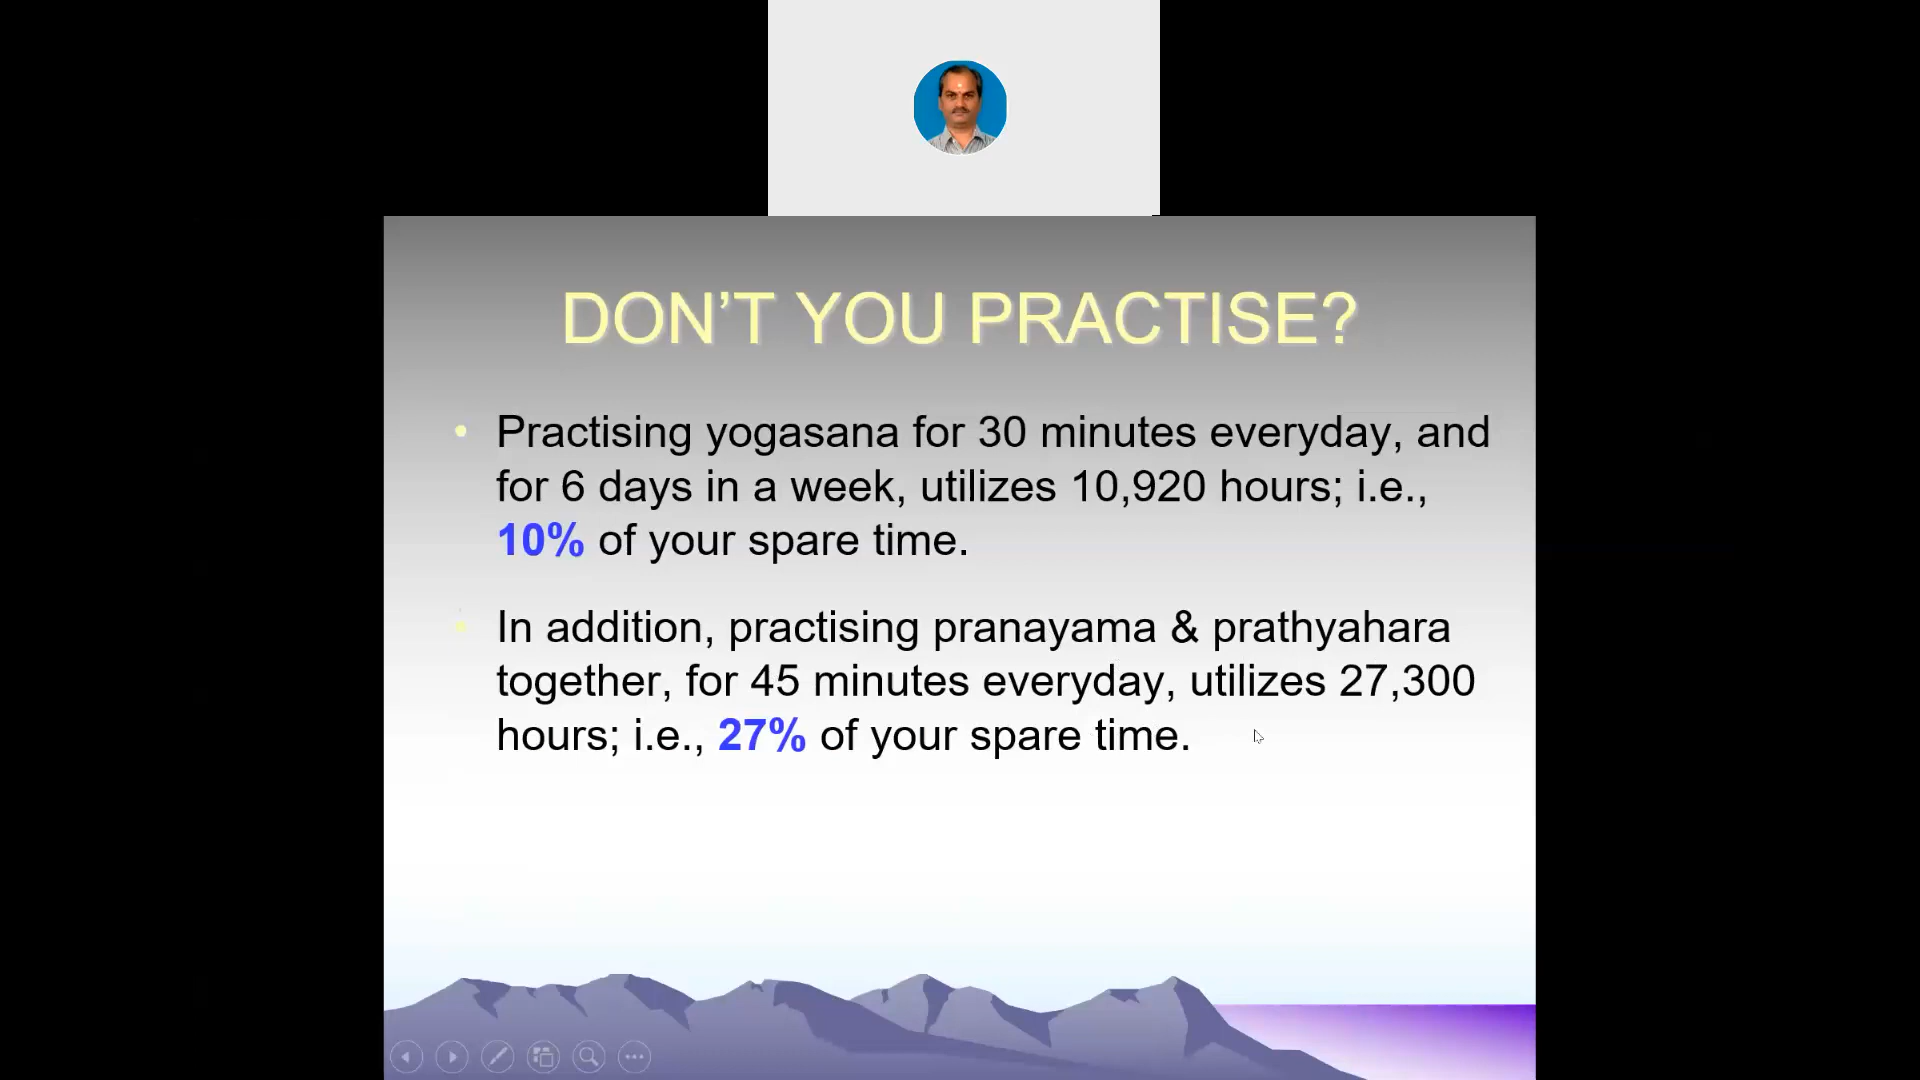 DON’T YOU PRACTISE?
• Practising yogasana for 30 minutes everyday, and
for 6 days in a week, utilizes 10,920 hours; i.e.,
10% of your spare time.
• In addition, practising pranayama & prathyahara
together, for 45 minutes everyday, utilizes 27,300
hours; i.e., 27% of your spare time.